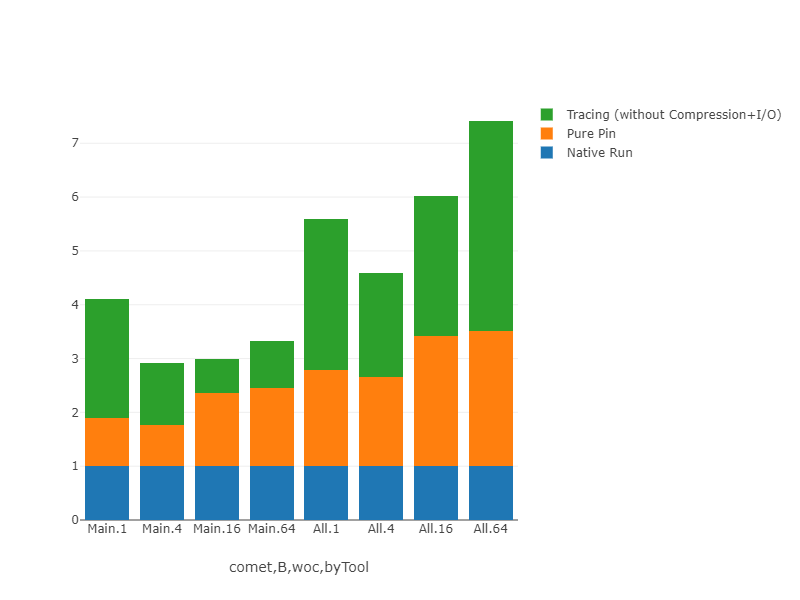 Tracing (without Compression+I/O)
Pure Pin
Native Run
7
6
5
4
3
2
1
0
Main.1 Main.4 Main.16 Main.64 All.1 All.4 All.16 All.64
comet,B,woc,byTool